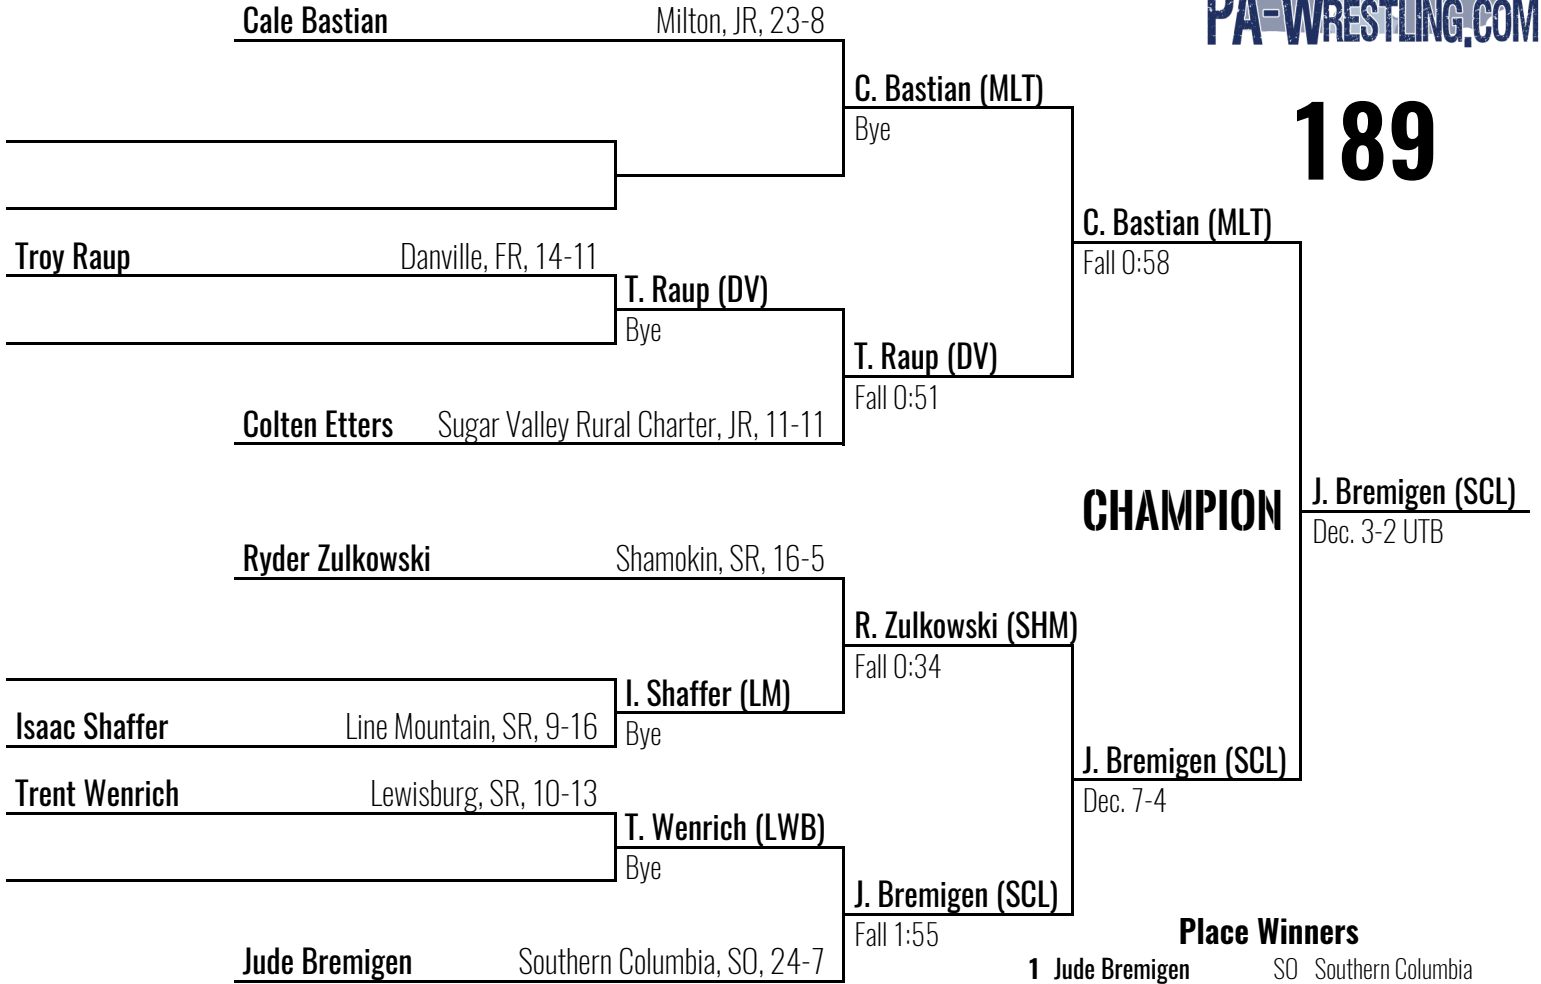 PA-WRESTLING.COM
189
Cale Bastian Milton, JR, 23-8
C. Bastian (MLT)
Bye
C. Bastian (MLT)
Fall 0:58
Troy Raup Danville, FR, 14-11
T. Raup (DV)
Bye
T. Raup (DV)
Fall 0:51
Colten Etters Sugar Valley Rural Charter, JR, 11-11
CHAMPION
J. Bremigen (SCL)
Dec. 3-2 UTB
Ryder Zulkowski Shamokin, SR, 16-5
R. Zulkowski (SHM)
Fall 0:34
I. Shaffer (LM)
Bye
Isaac Shaffer Line Mountain, SR, 9-16
J. Bremigen (SCL)
Dec. 7-4
Trent Wenrich Lewisburg, SR, 10-13
T. Wenrich (LWB)
Bye
J. Bremigen (SCL)
Fall 1:55
Jude Bremigen Southern Columbia, SO, 24-7
Place Winners
1 Jude Bremigen SO Southern Columbia